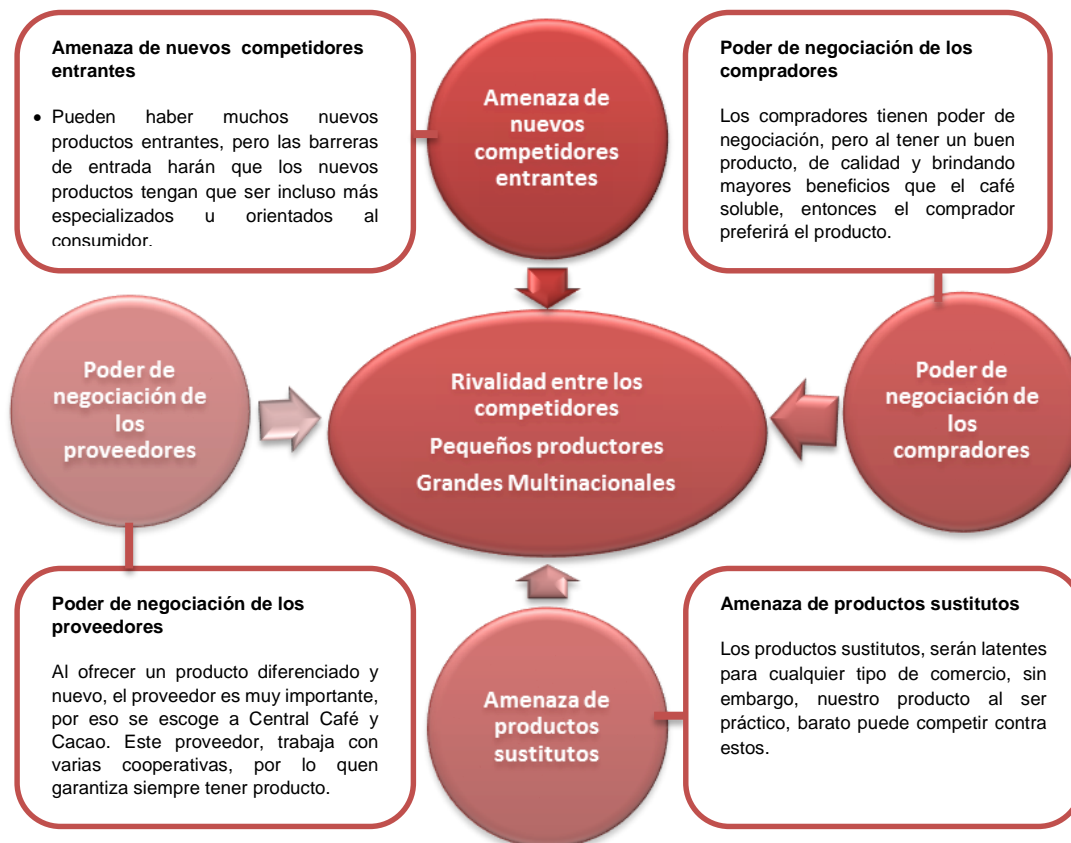 Amenaza de nuevos competidores
entrantes
• Pueden haber muchos nuevos
productos entrantes, pero las barreras
de entrada harán que los nuevos
productos tengan que ser incluso más
especializados u orientados al
consumidor.
Amenaza de
nuevos
competidores
entrantes
Poder de negociación de los
compradores
Los compradores tienen poder de
negociación, pero al tener un buen
producto, de calidad y brindando
mayores beneficios que el café
soluble, entonces el comprador
preferirá el producto.
Poder de
negociación de
los
proveedores
Rivalidad entre los
competidores
Pequeños productores
Grandes Multinacionales
Poder de
negociación de
los
compradores
Poder de negociación de los
proveedores
Al ofrecer un producto diferenciado y
nuevo, el proveedor es muy importante,
por eso se escoge a Central Café y
Cacao. Este proveedor, trabaja con
varias cooperativas, por lo quen
garantiza siempre tener producto.
Amenaza de
productos
sustitutos
Amenaza de productos sustitutos
Los productos sustitutos, serán latentes
para cualquier tipo de comercio, sin
embargo, nuestro producto al ser
práctico, barato puede competir contra
estos.